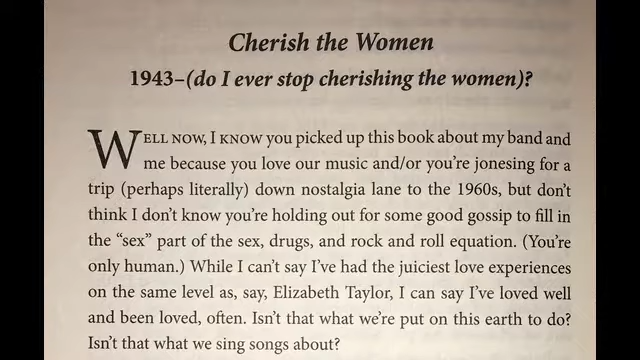 Cherish the Women
1943–(do I ever stop cherishing the women)?
WELL NOW, I KNOW you picked up this book about my band and
me because you love our music and/or you're jonesing for a
trip (perhaps literally) down nostalgia lane to the 1960s, but don't
think I don't know you're holding out for some good gossip to fill in
the “sex” part of the sex, drugs, and rock and roll equation. (You're
only human.) While I can't say I've had the juiciest love experiences
on the same level as, say, Elizabeth Taylor, I can say I've loved well
and been loved, often. Isn't that what we're put on this earth to do?
Isn't that what we sing songs about?